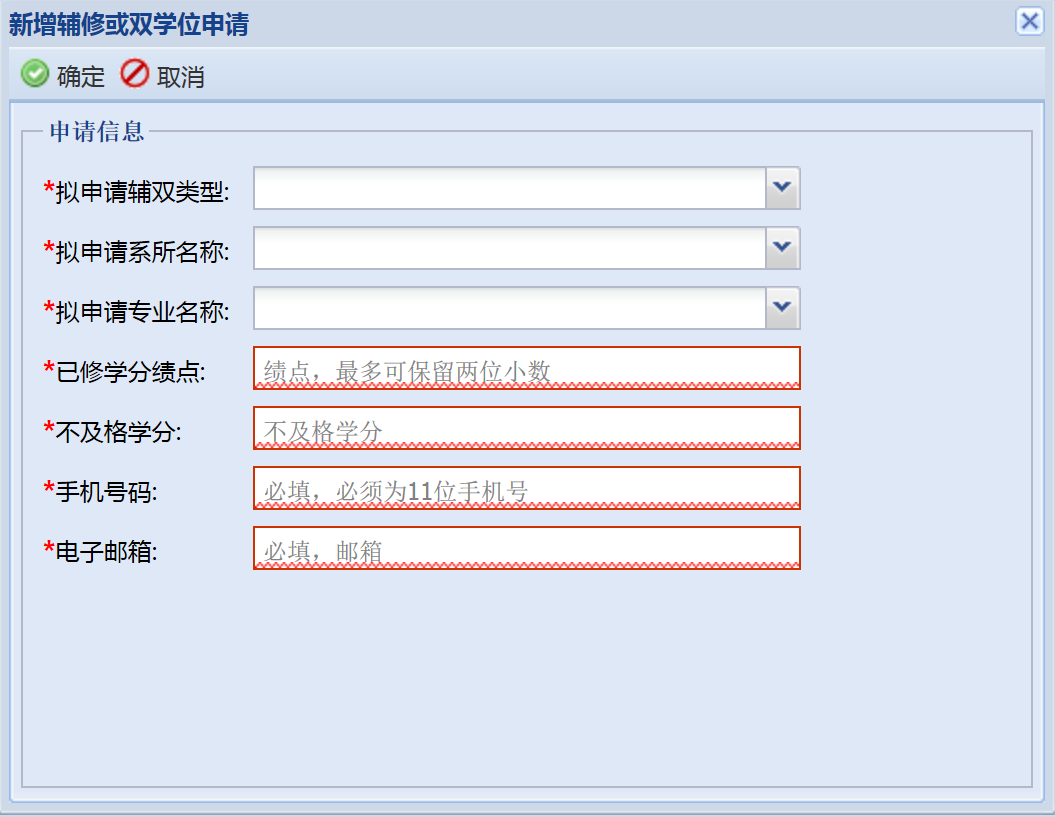 新增辅修或双学位申请
确定 取消
申请信息
*拟申请辅双类型:
*拟申请系所名称:
*拟申请专业名称:
*已修学分绩点: 绩点，最多可保留两位小数
*不及格学分: 不及格学分
*手机号码: 必填，必须为11位手机号
*电子邮箱: 必填，邮箱